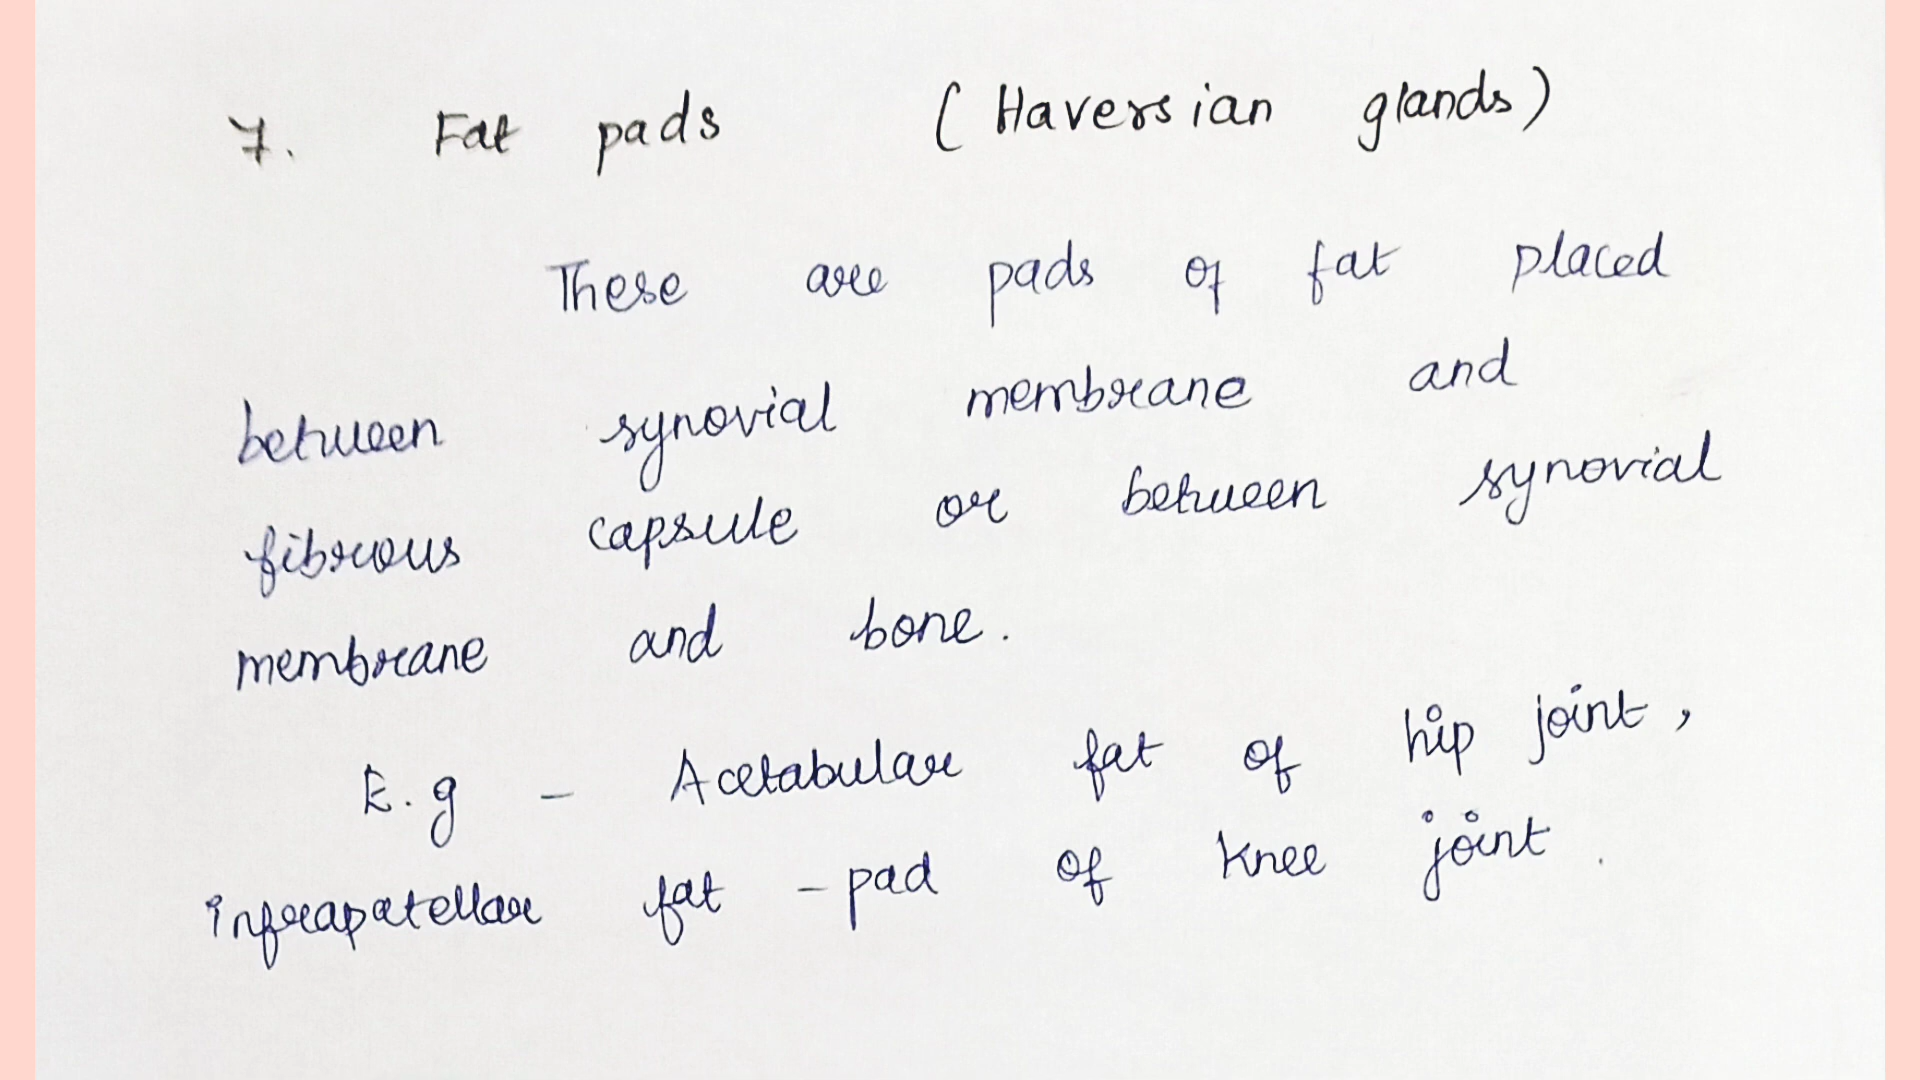 7. Fat pads (Haversian glands)
These are pads of fat placed
between synovial membrane and
fibrous capsule or between synovial
membrane and bone.
E.g - Acetabular fat of hip joint,
infrapatellar fat - pad of knee joint.